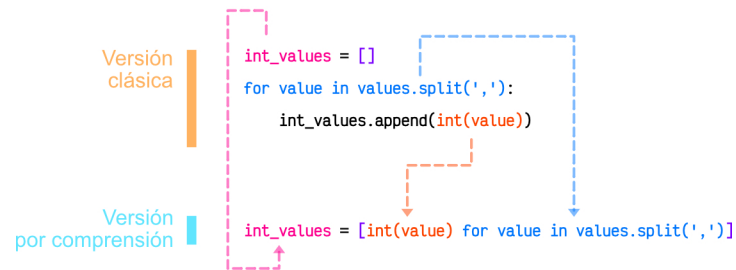 Versión
clásica
int_values = []
for value in values.split(','):
int_values.append(int(value))
Versión
por comprensión
int_values = [int(value) for value in values.split(',')]